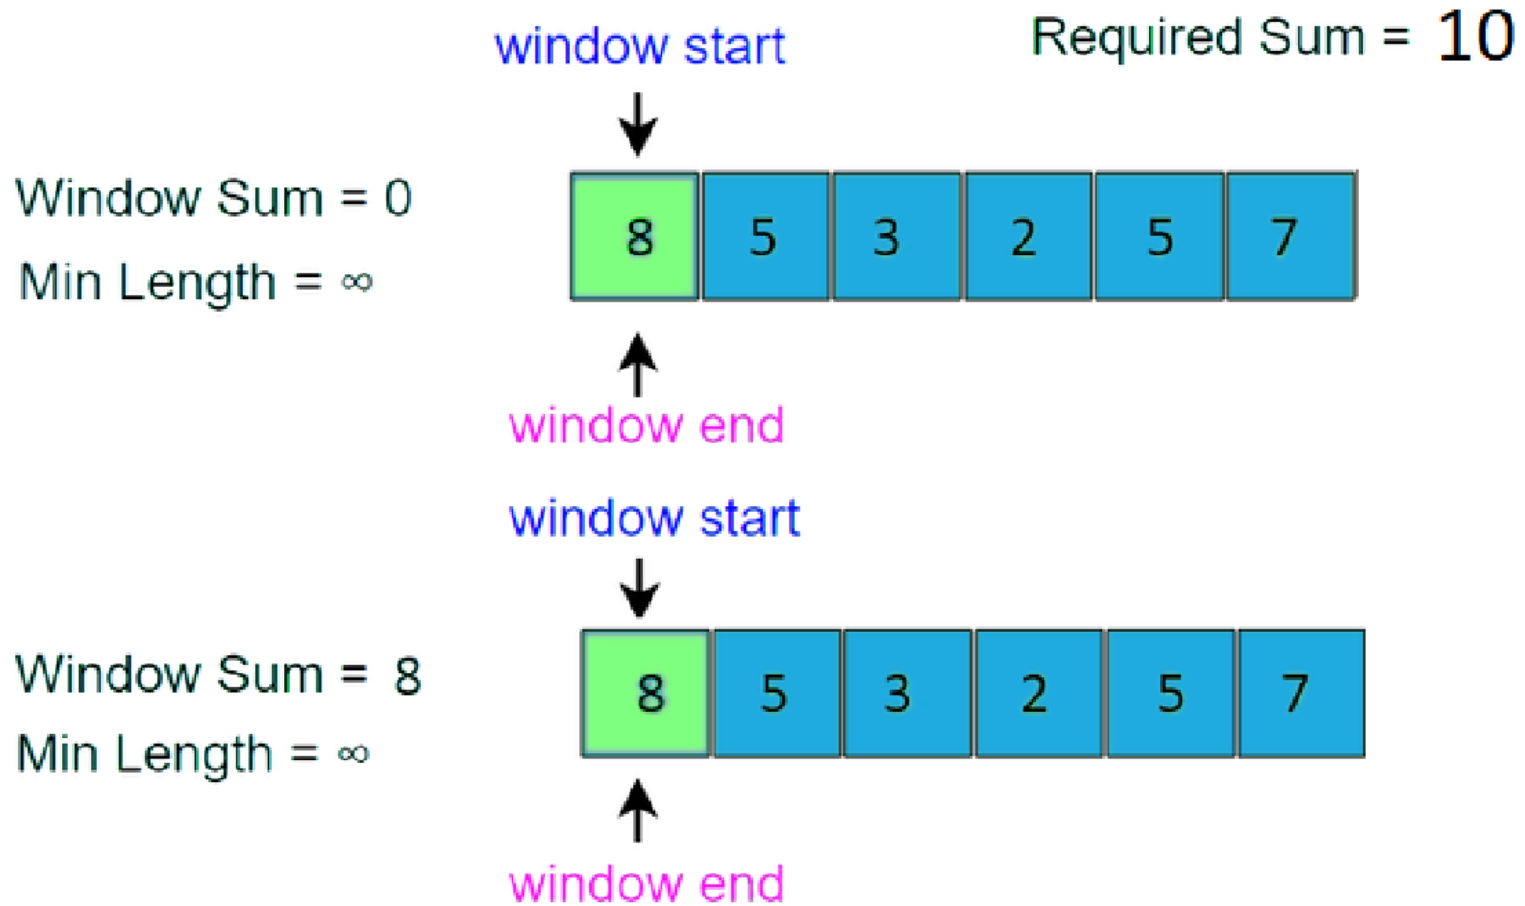 window start
Required Sum = 10
Window Sum = 0
Min Length = ∞
8 5 3 2 5 7
window end
window start
Window Sum = 8
Min Length = ∞
8 5 3 2 5 7
window end